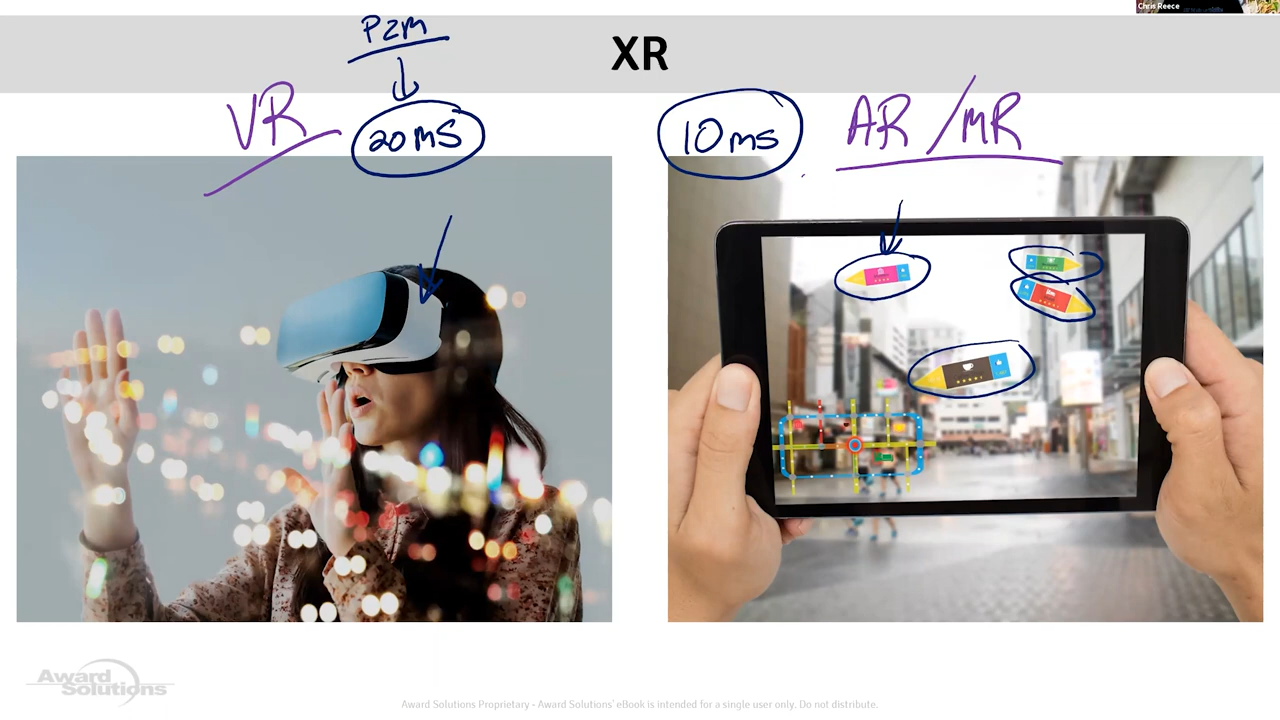 Chris Reece
P2M
XR
VR
20ms
10ms
AR/MR
Award
Solutions
Award Solutions Proprietary - Award Solutions' eBook is intended for a single user only. Do not distribute.